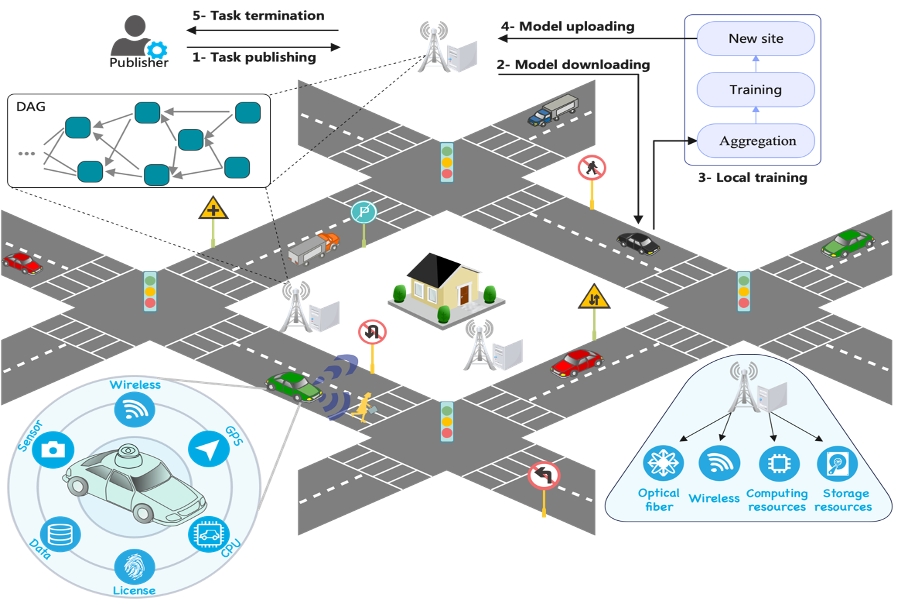 5- Task termination
4- Model uploading
New site
Publisher
1- Task publishing
2- Model downloading
Training
DAG
Aggregation
3- Local training
P
Wireless
Sensor
GPS
Data
CPU
License
Optical
fiber
Wireless
Computing
resources
Storage
resources